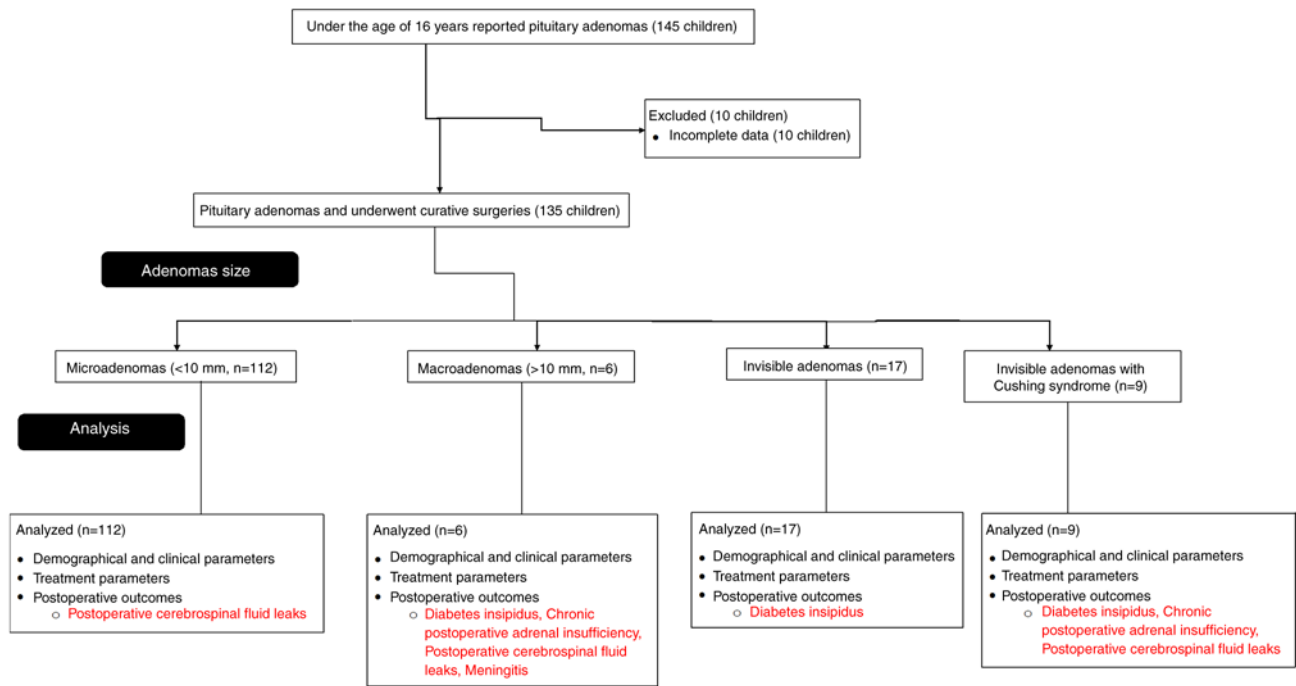 Under the age of 16 years reported pituitary adenomas (145 children)
Excluded (10 children)
• Incomplete data (10 children)
Pituitary adenomas and underwent curative surgeries (135 children)
Adenomas size
Microadenomas (<10 mm, n=112)
Macroadenomas (>10 mm, n=6)
Invisible adenomas (n=17)
Invisible adenomas with
Cushing syndrome (n=9)
Analysis
Analyzed (n=112)
• Demographical and clinical parameters
• Treatment parameters
• Postoperative outcomes
o Postoperative cerebrospinal fluid leaks
Analyzed (n=6)
• Demographical and clinical parameters
• Treatment parameters
• Postoperative outcomes
o Diabetes insipidus, Chronic
postoperative adrenal insufficiency,
Postoperative cerebrospinal fluid
leaks, Meningitis
Analyzed (n=17)
• Demographical and clinical parameters
• Treatment parameters
• Postoperative outcomes
o Diabetes insipidus
Analyzed (n=9)
• Demographical and clinical parameters
• Treatment parameters
• Postoperative outcomes
o Diabetes insipidus, Chronic
postoperative adrenal insufficiency,
Postoperative cerebrospinal fluid leaks